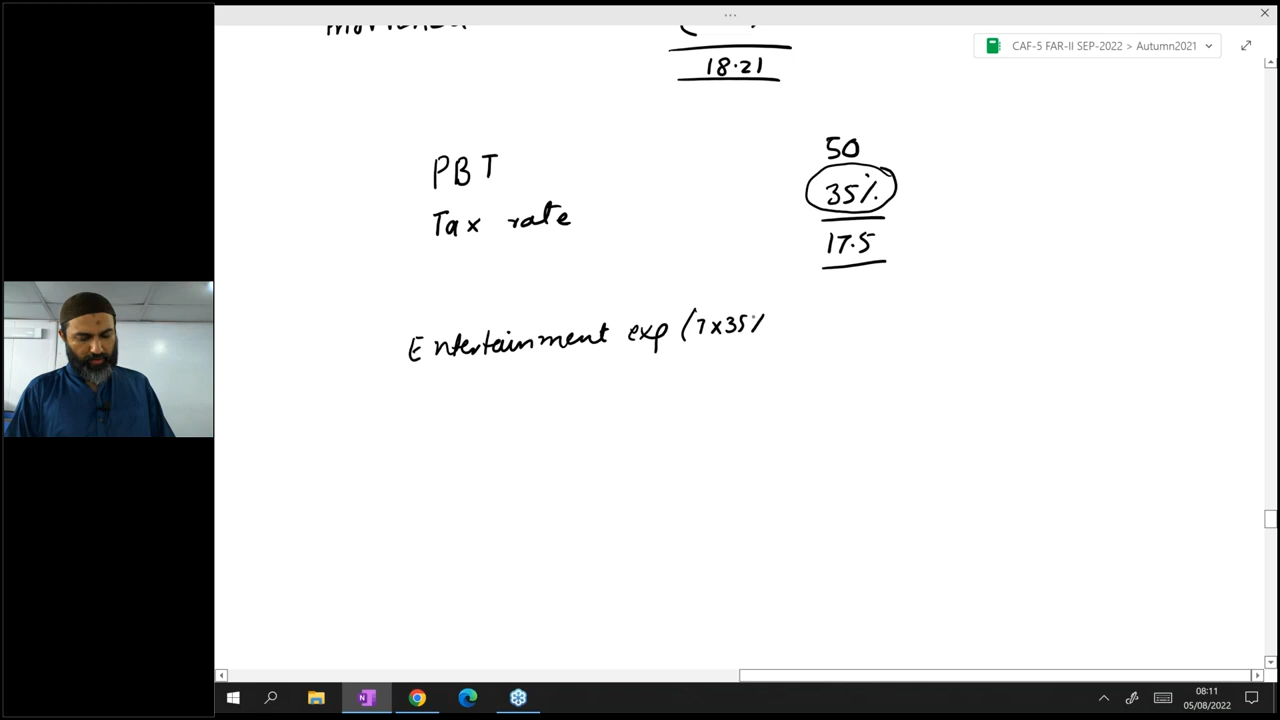 CAF-5 FAR-II SEP-2022 > Autumn2021
18.21
50
PBT
35%
Tax rate
17.5
Entertainment exp (7x35%
08:11
05/08/2022